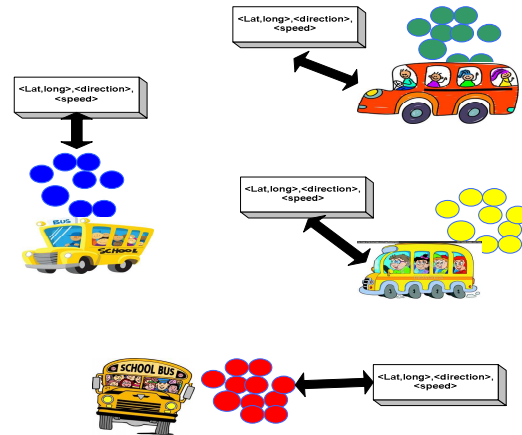 <Lat,long>,<direction>,
<speed>
<Lat,long>,<direction>,
<speed>
BUS
SCHOOL
<Lat,long>,<direction>,
<speed>
SCHOOL BUS
<Lat,long>,<direction>,
<speed>